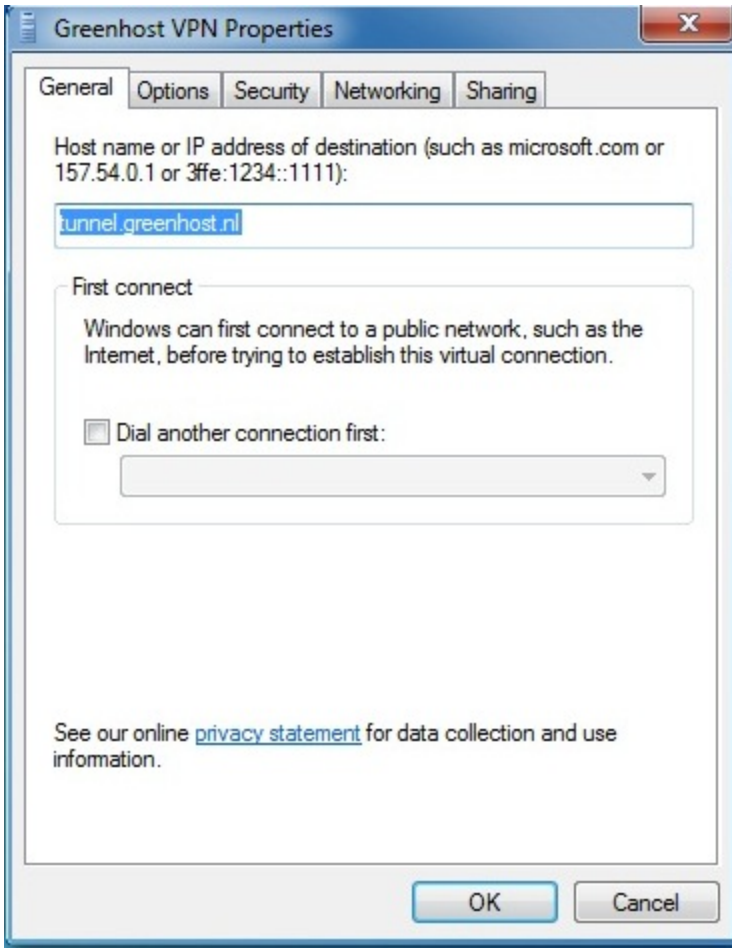 Greenhost VPN Properties
General Options Security Networking Sharing
Host name or IP address of destination (such as microsoft.com or
157.54.0.1 or 3ffe:1234::1111):
tunnel.greenhost.nl
First connect
Windows can first connect to a public network, such as the
Internet, before trying to establish this virtual connection.
Dial another connection first:
See our online privacy statement for data collection and use
information.
OK Cancel